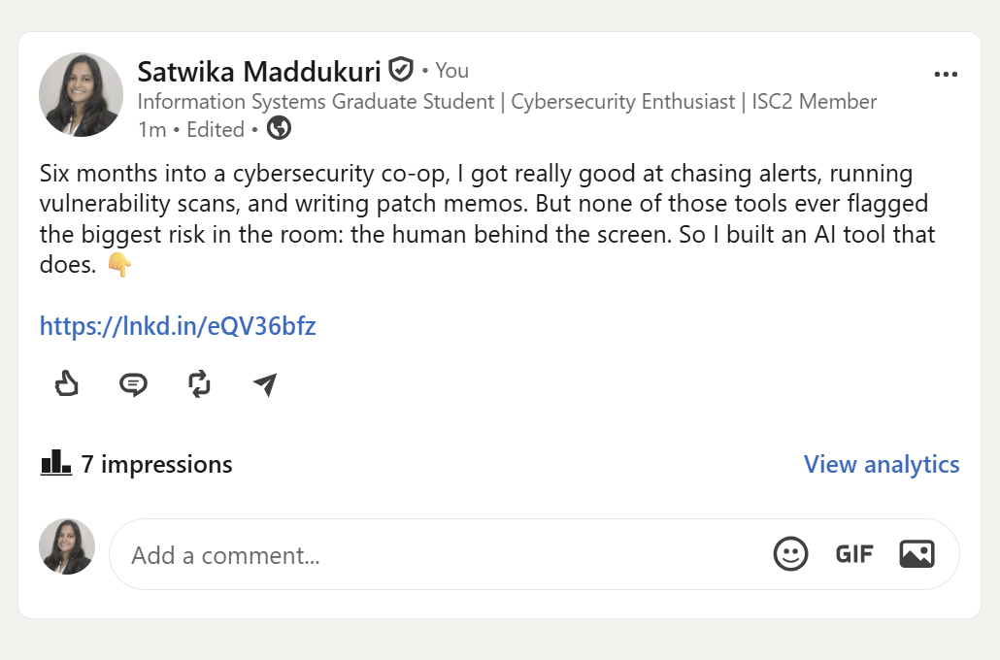 Satwika Maddukuri • You
Information Systems Graduate Student | Cybersecurity Enthusiast | ISC2 Member
1m • Edited •
Six months into a cybersecurity co-op, I got really good at chasing alerts, running
vulnerability scans, and writing patch memos. But none of those tools ever flagged
the biggest risk in the room: the human behind the screen. So I built an AI tool that
does. 👇
https://lnkd.in/eQV36bfz
7 impressions
View analytics
Add a comment...
GIF